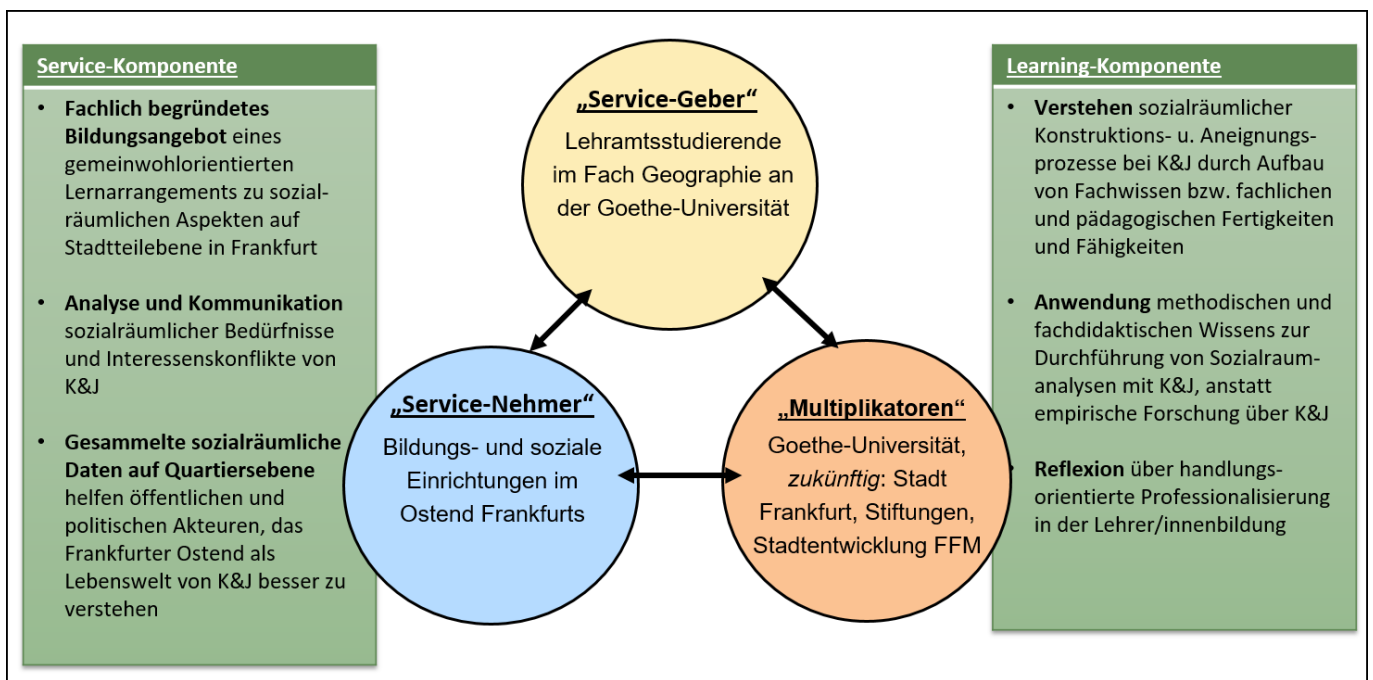 Service-Komponente
• Fachlich begründetes
Bildungsangebot eines
gemeinwohlorientierten
Lernarrangements zu sozial-
räumlichen Aspekten auf
Stadtteilebene in Frankfurt
• Analyse und Kommunikation
sozialräumlicher Bedürfnisse
und Interessenskonflikte von
K&J
• Gesammelte sozialräumliche
Daten auf Quartiersebene
helfen öffentlichen und
politischen Akteuren, das
Frankfurter Ostend als
Lebenswelt von K&J besser zu
verstehen
„Service-Geber“
Lehramtsstudierende
im Fach Geographie an
der Goethe-Universität
„Service-Nehmer“
Bildungs- und soziale
Einrichtungen im
Ostend Frankfurts
„Multiplikatoren“
Goethe-Universität,
zukünftig: Stadt
Frankfurt, Stiftungen,
Stadtentwicklung FFM
Learning-Komponente
• Verstehen sozialräumlicher
Konstruktions- u. Aneignungs-
prozesse bei K&J durch Aufbau
von Fachwissen bzw. fachlichen
und pädagogischen Fertigkeiten
und Fähigkeiten
• Anwendung methodischen und
fachdidaktischen Wissens zur
Durchführung von Sozialraum-
analysen mit K&J, anstatt
empirische Forschung über K&J
• Reflexion über handlungs-
orientierte Professionalisierung
in der Lehrer/innenbildung